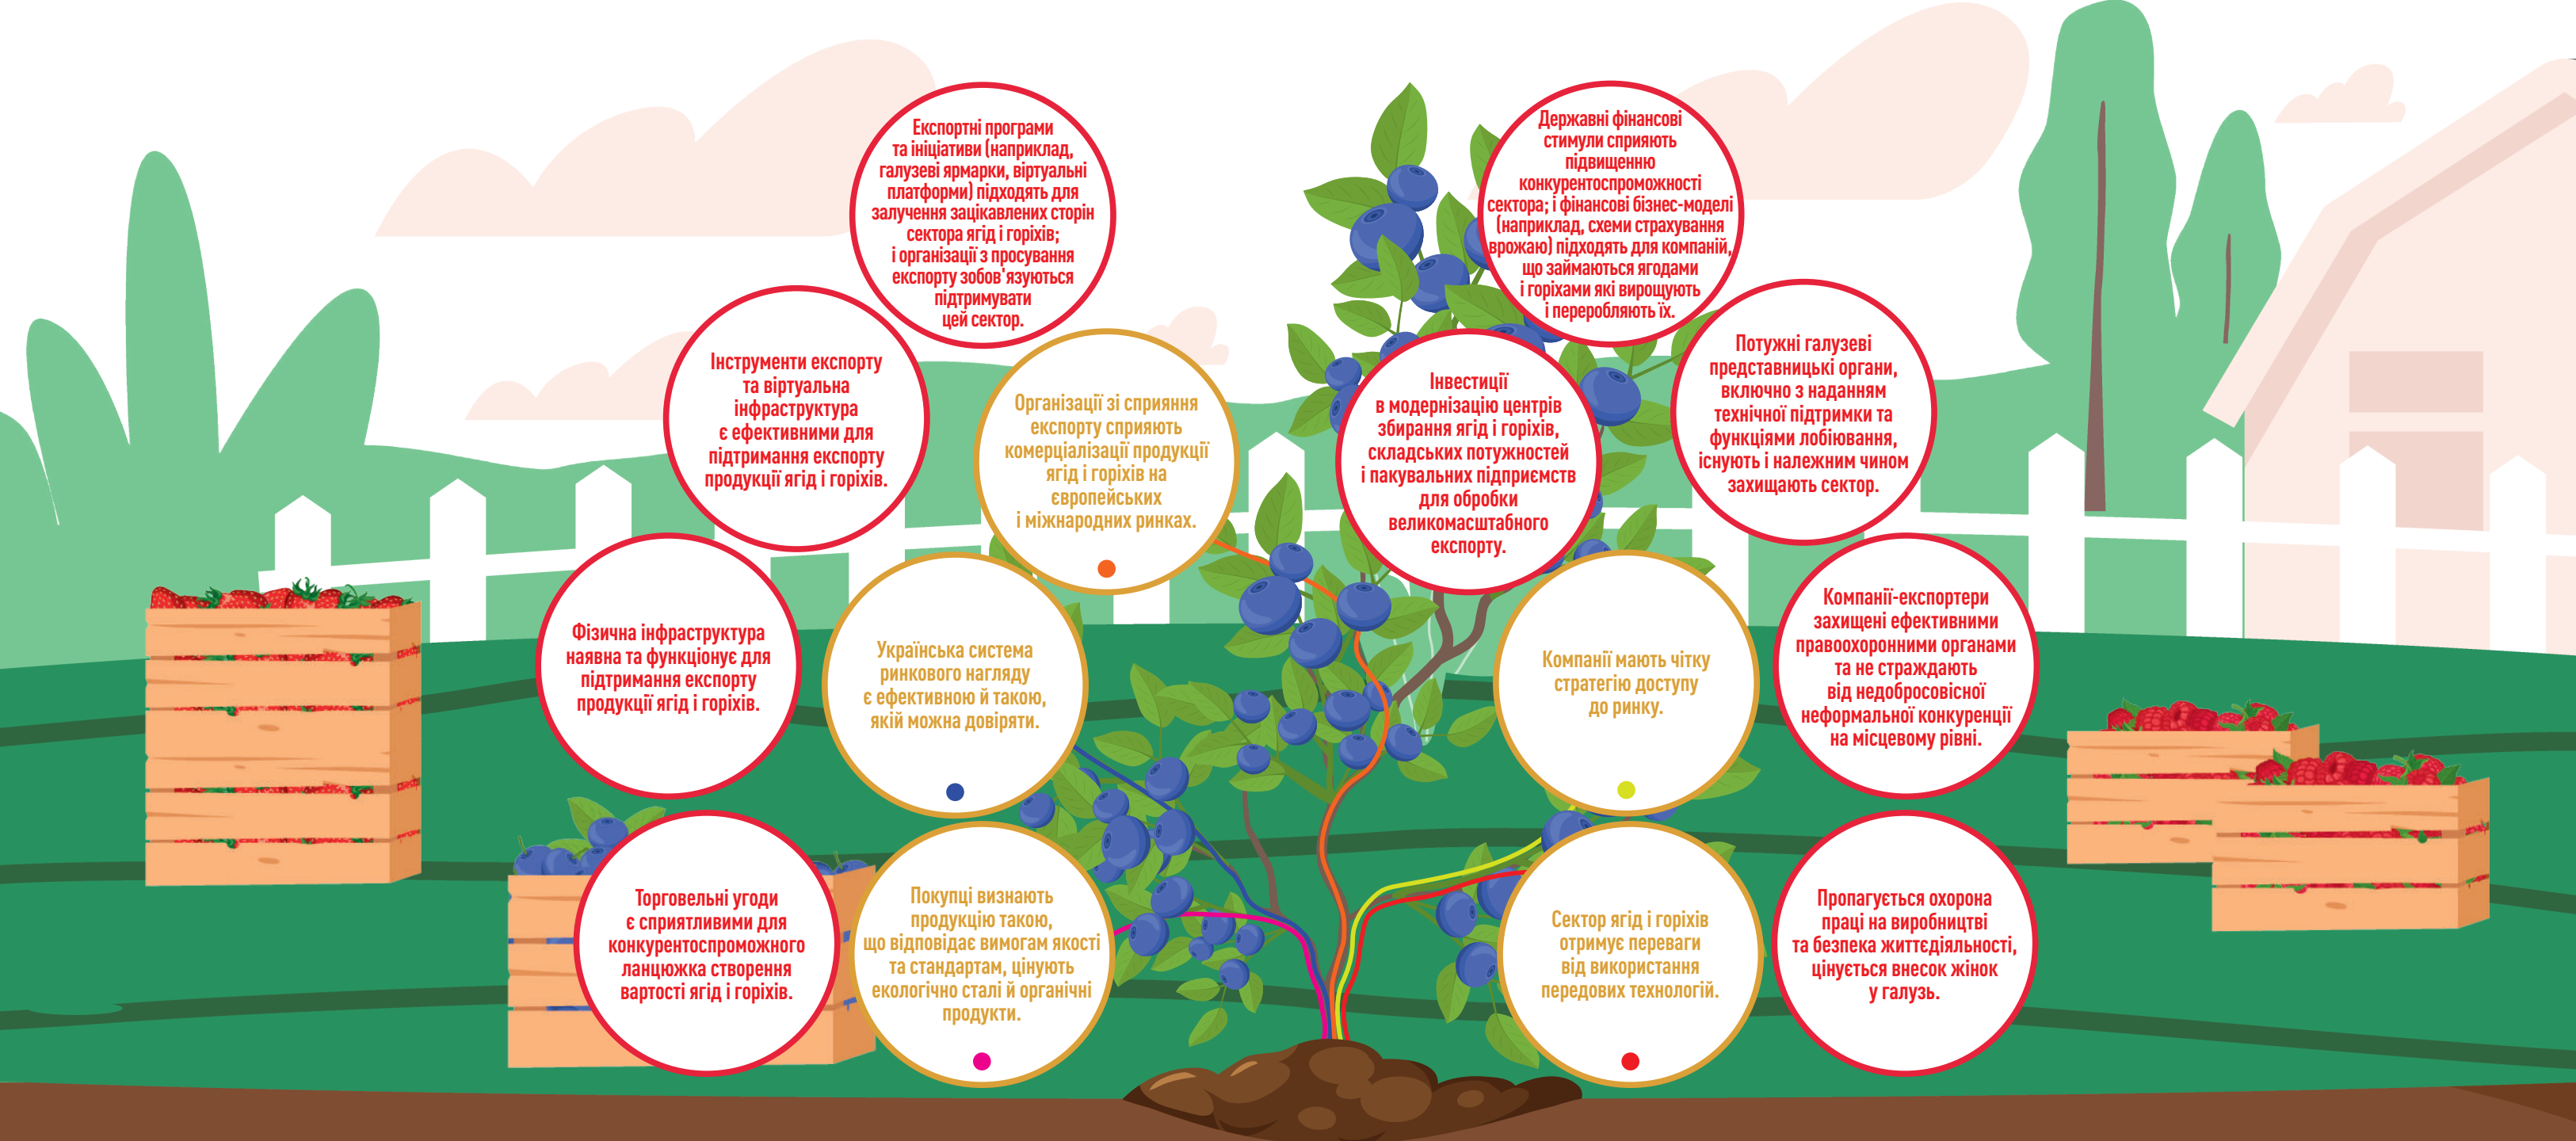 Експортні програми
та ініціативи (наприклад,
галузеві ярмарки, віртуальні
платформи) підходять для
залучення зацікавлених сторін
сектора ягід і горіхів;
і організації з просування
експорту зобов'язуються
підтримувати
цей сектор.
Державні фінансові
стимули сприяють
підвищенню
конкурентоспроможності
сектора; і фінансові бізнес-моделі
(наприклад, схеми страхування
врожаю) підходять для компаній,
що займаються ягодами
і горіхами які вирощують
і переробляють їх.
Інструменти експорту
та віртуальна
інфраструктура
є ефективними для
підтримання експорту
продукції ягід і горіхів.
Організації зі сприяння
експорту сприяють
комерціалізації продукції
ягід і горіхів на
європейських
і міжнародних ринках.
Інвестиції
в модернізацію центрів
збирання ягід і горіхів,
складських потужностей
і пакувальних підприємств
для обробки
великомасштабного
експорту.
Потужні галузеві
представницькі органи,
включно з наданням
технічної підтримки та
функціями лобіювання,
існують і належним чином
захищають сектор.
Фізична інфраструктура
наявна та функціонує для
підтримання експорту
продукції ягід і горіхів.
Українська система
ринкового нагляду
є ефективною й такою,
якій можна довіряти.
Компанії мають чітку
стратегію доступу
до ринку.
Компанії-експортери
захищені ефективними
правоохоронними органами
та не страждають
від недобросовісної
неформальної конкуренції
на місцевому рівні.
Торговельні угоди
є сприятливими для
конкурентоспроможного
ланцюжка створення
вартості ягід і горіхів.
Покупці визнають
продукцію такою,
що відповідає вимогам якості
та стандартам, цінують
екологічно сталі й органічні
продукти.
Сектор ягід і горіхів
отримує переваги
від використання
передових технологій.
Пропагується охорона
праці на виробництві
та безпека життєдіяльності,
цінується внесок жінок
у галузь.